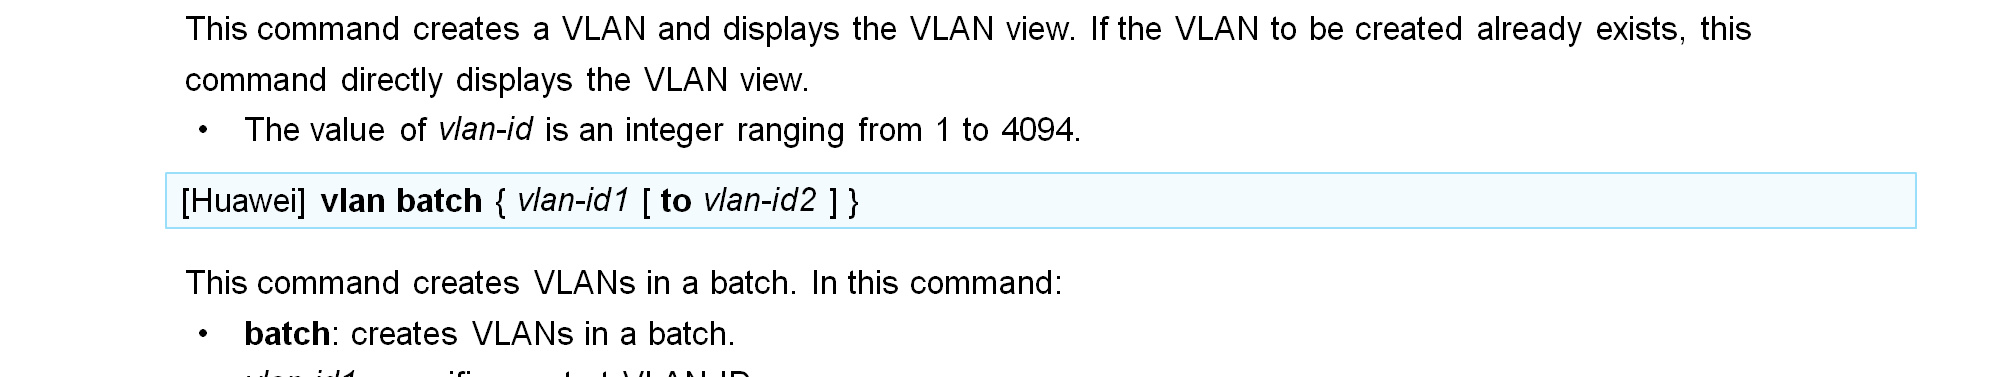 This command creates a VLAN and displays the VLAN view. If the VLAN to be created already exists, this
command directly displays the VLAN view.
• The value of vlan-id is an integer ranging from 1 to 4094.
[Huawei] vlan batch { vlan-id1 [ to vlan-id2 ] }
This command creates VLANs in a batch. In this command:
• batch: creates VLANs in a batch.